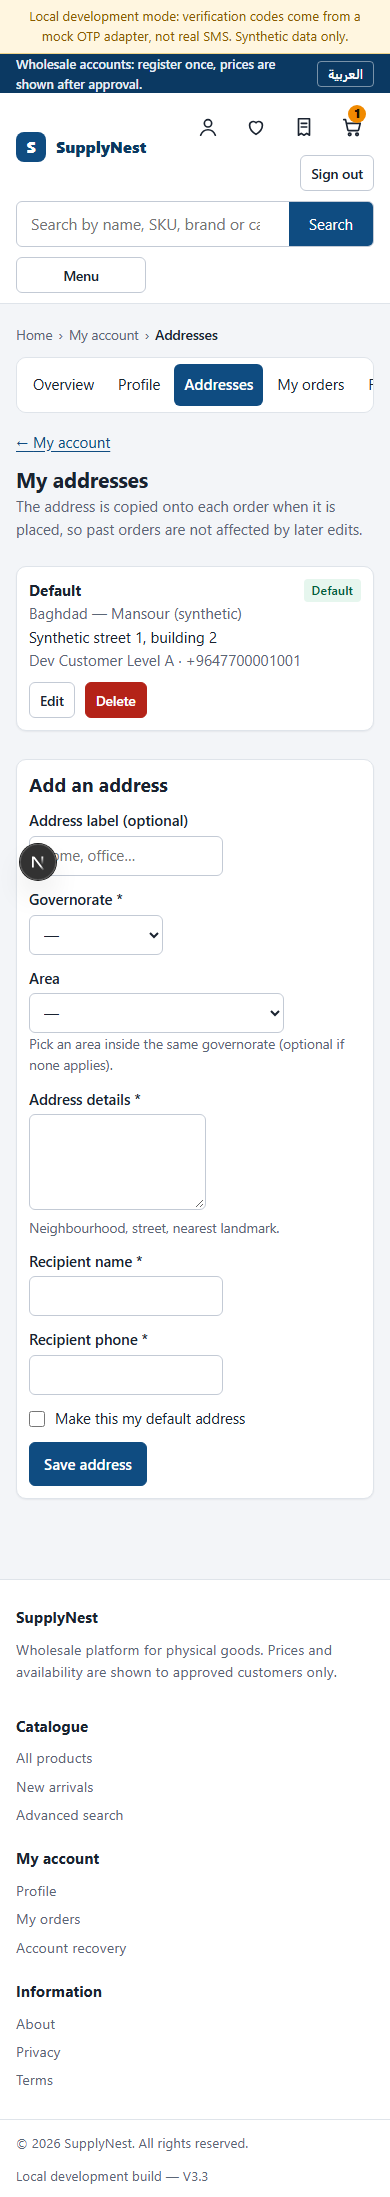 Local development mode: verification codes come from a
mock OTP adapter, not real SMS. Synthetic data only.
Wholesale accounts: register once, prices are
shown after approval.
العربية
1
S SupplyNest
Sign out
Search by name, SKU, brand or ca
Search
Menu
Home › My account › Addresses
Overview Profile Addresses My orders
← My account
My addresses
The address is copied onto each order when it is
placed, so past orders are not affected by later edits.
Default
Default
Baghdad — Mansour (synthetic)
Synthetic street 1, building 2
Dev Customer Level A · +9647700001001
Edit Delete
Add an address
Address label (optional)
N
office...
Governorate *
—
Area
—
Pick an area inside the same governorate (optional if
none applies).
Address details *
Neighbourhood, street, nearest landmark.
Recipient name *
Recipient phone *
Make this my default address
Save address
SupplyNest
Wholesale platform for physical goods. Prices and
availability are shown to approved customers only.
Catalogue
All products
New arrivals
Advanced search
My account
Profile
My orders
Account recovery
Information
About
Privacy
Terms
© 2026 SupplyNest. All rights reserved.
Local development build — V3.3